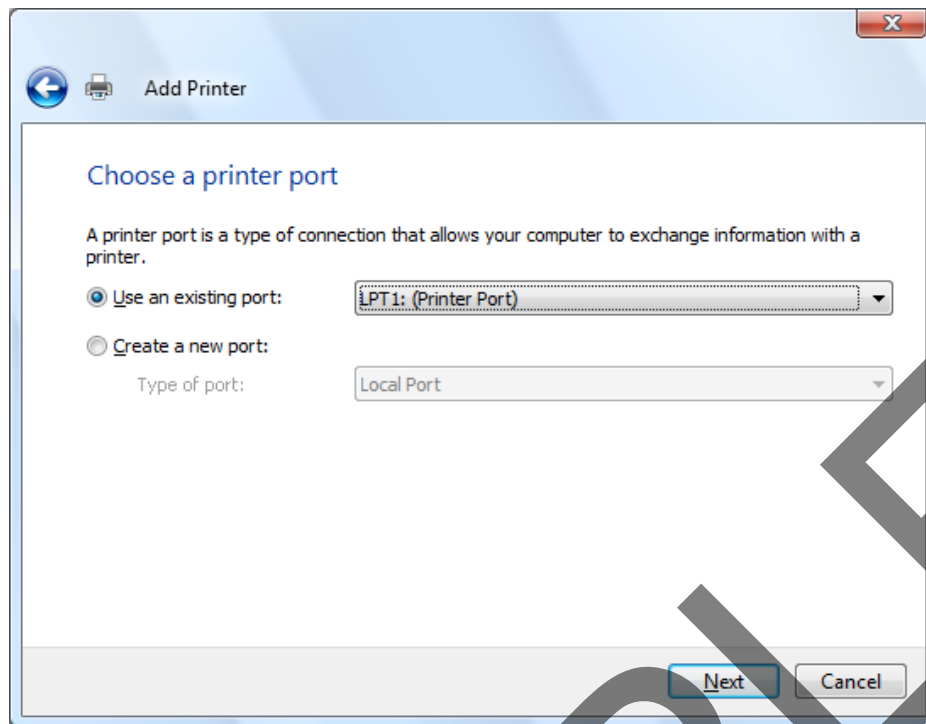 Add Printer
Choose a printer port
A printer port is a type of connection that allows your computer to exchange information with a
printer.
Use an existing port: LPT1: (Printer Port)
Create a new port:
Type of port: Local Port
Next Cancel